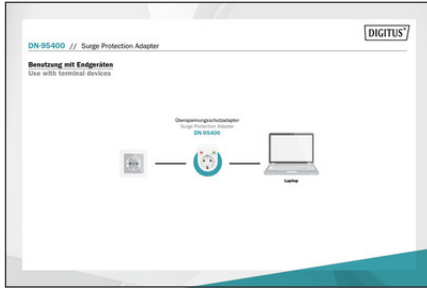 DIGITUS
DN-95400 // Surge Protection Adapter
Benutzung mit Endgeräten
Use with terminal devices
Überspannungsschutzadapter
Surge Protection Adapter
DN-95400
Laptop